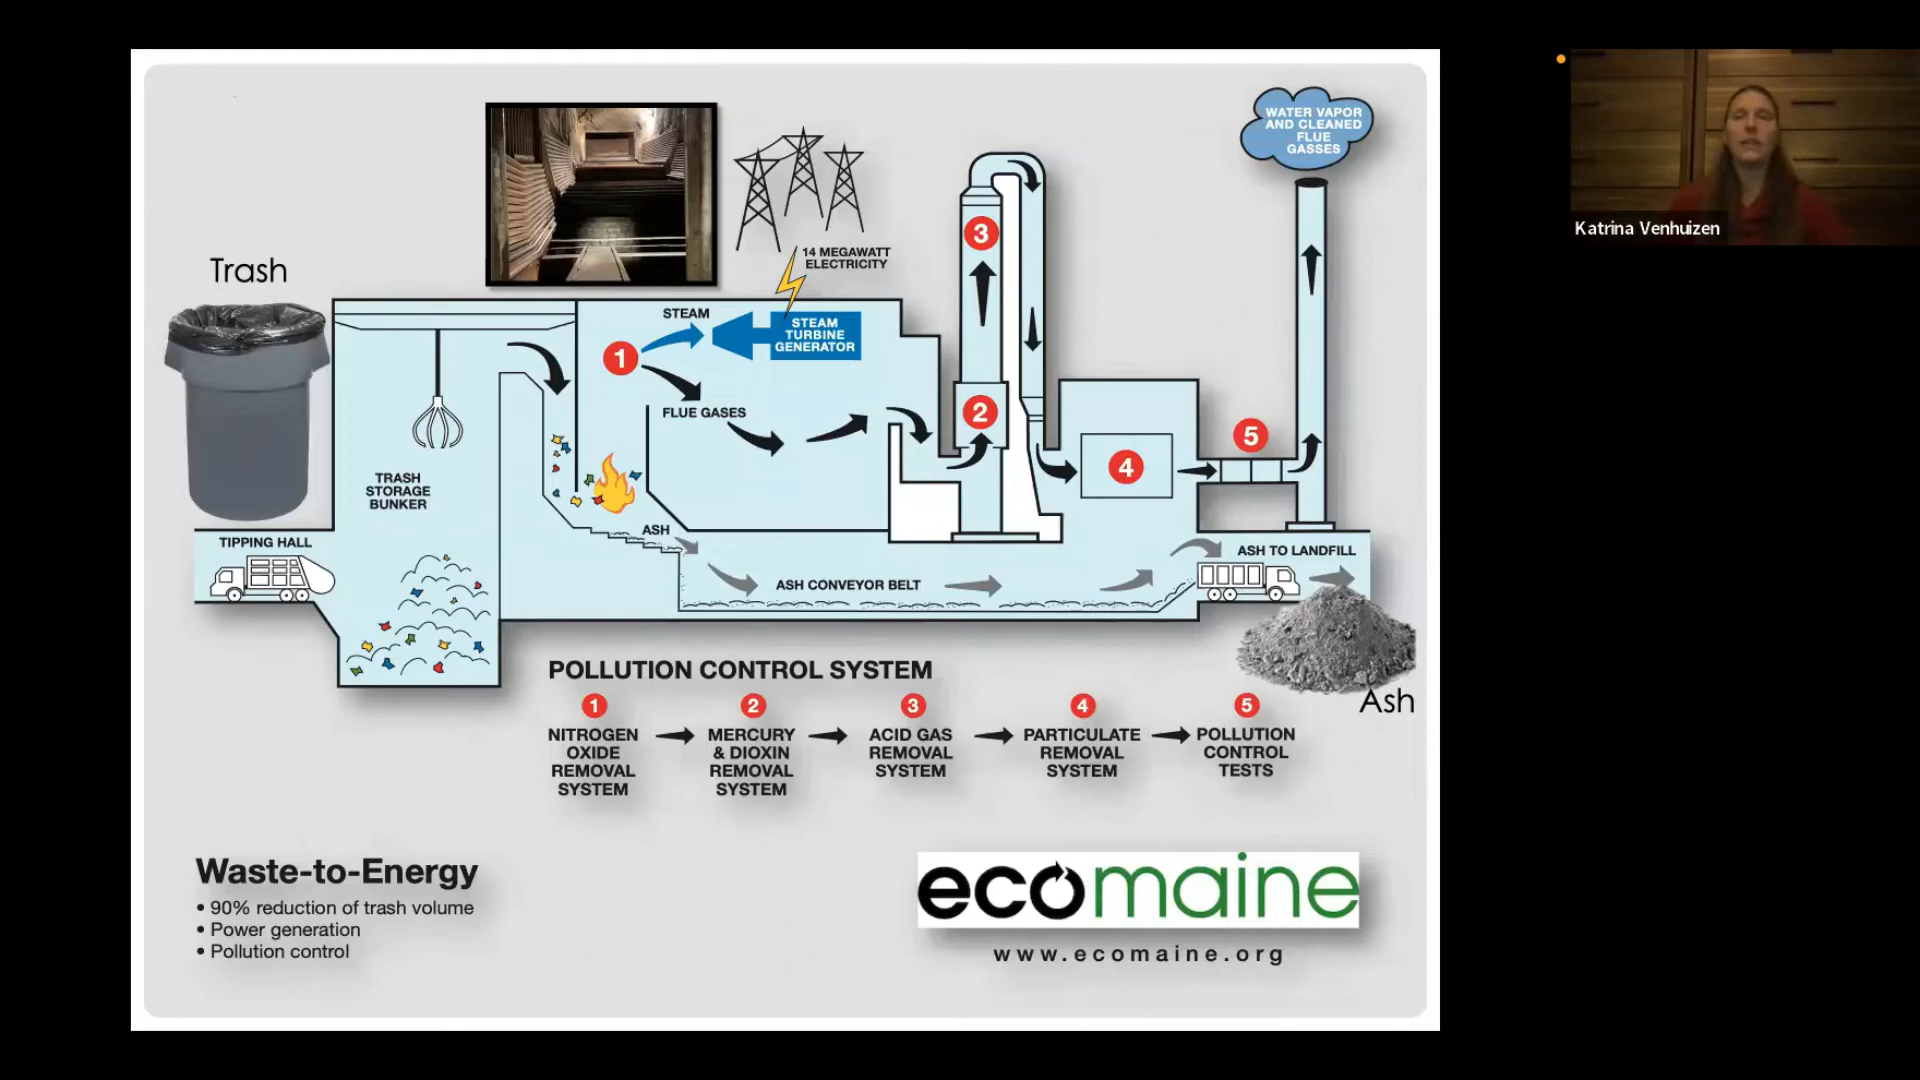 Trash
WATER VAPOR
AND CLEANED
FLUE
GASSES
Katrina Venhuizen
3
14 MEGAWATT
ELECTRICITY
STEAM
STEAM
TURBINE
GENERATOR
1
FLUE GASES
2
5
4
TRASH
STORAGE
BUNKER
ASH
TIPPING HALL
ASH CONVEYOR BELT
ASH TO LANDFILL
Ash
POLLUTION CONTROL SYSTEM
1
NITROGEN
OXIDE
REMOVAL
SYSTEM
2
MERCURY
& DIOXIN
REMOVAL
SYSTEM
3
ACID GAS
REMOVAL
SYSTEM
4
PARTICULATE
REMOVAL
SYSTEM
5
POLLUTION
CONTROL
TESTS
Waste-to-Energy
• 90% reduction of trash volume
• Power generation
• Pollution control
ecomaine
www.ecomaine.org